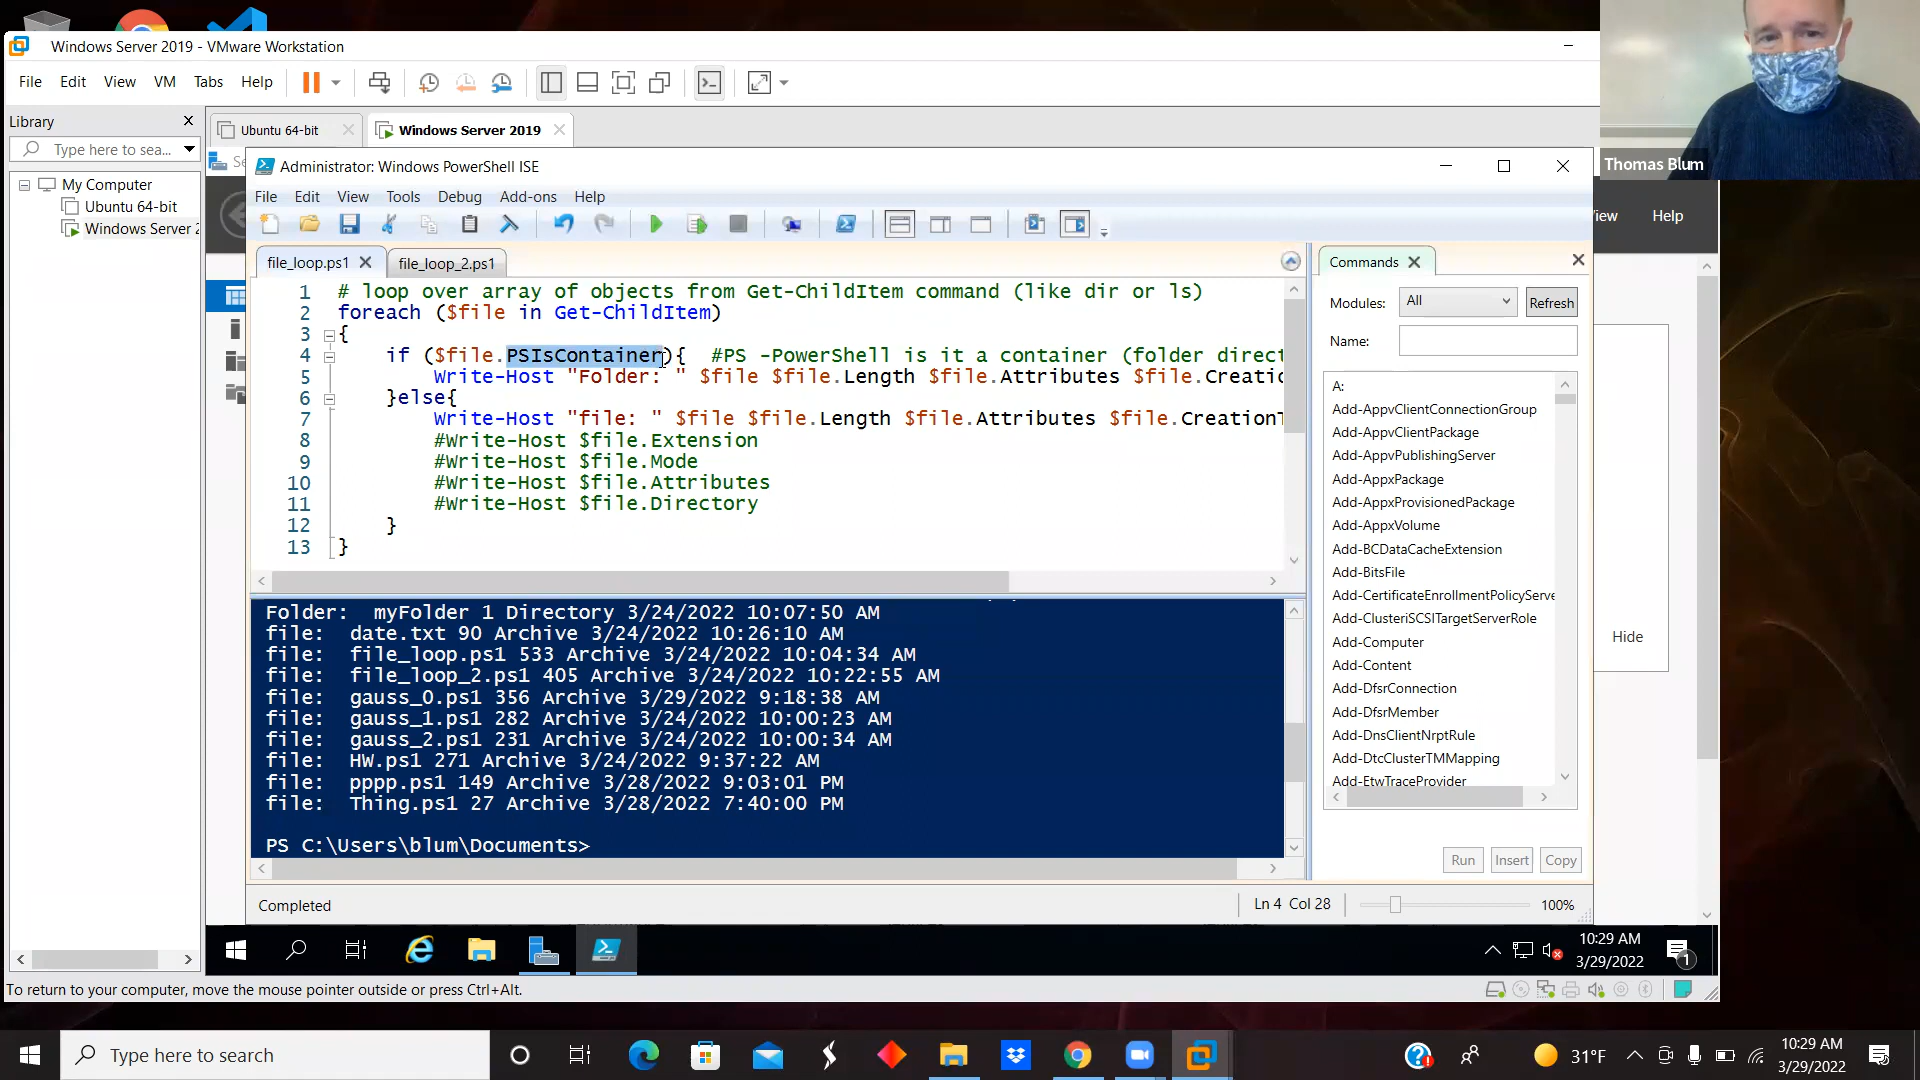 Windows Server 2019 - VMware Workstation
File Edit View VM Tabs Help
Thomas Blum
Library
Type here to sea...
My Computer
Ubuntu 64-bit
Windows Server 2
Ubuntu 64-bit
Windows Server 2019
Se
Administrator: Windows PowerShell ISE
File Edit View Tools Debug Add-ons Help
iew Help
file_loop.ps1
file_loop_2.ps1
1 # loop over array of objects from Get-ChildItem command (like dir or ls)
2 foreach ($file in Get-ChildItem)
3 {
4 if ($file.PSIsContainer){ #PS -PowerShell is it a container (folder direct
5 Write-Host "Folder: " $file $file.Length $file.Attributes $file.Creatio
6 }else{
7 Write-Host "file: " $file $file.Length $file.Attributes $file.CreationT
8 #Write-Host $file.Extension
9 #Write-Host $file.Mode
10 #Write-Host $file.Attributes
11 #Write-Host $file.Directory
12 }
13 }
Folder: myFolder 1 Directory 3/24/2022 10:07:50 AM
file: date.txt 90 Archive 3/24/2022 10:26:10 AM
file: file_loop.ps1 533 Archive 3/24/2022 10:04:34 AM
file: file_loop_2.ps1 405 Archive 3/24/2022 10:22:55 AM
file: gauss_0.ps1 356 Archive 3/29/2022 9:18:38 AM
file: gauss_1.ps1 282 Archive 3/24/2022 10:00:23 AM
file: gauss_2.ps1 231 Archive 3/24/2022 10:00:34 AM
file: HW.ps1 271 Archive 3/24/2022 9:37:22 AM
file: pppp.ps1 149 Archive 3/28/2022 9:03:01 PM
file: Thing.ps1 27 Archive 3/28/2022 7:40:00 PM
PS C:\Users\blum\Documents>
Commands
Modules: All Refresh
Name:
A:
Add-AppvClientConnectionGroup
Add-AppvClientPackage
Add-AppvPublishingServer
Add-AppxPackage
Add-AppxProvisionedPackage
Add-AppxVolume
Add-BCDataCacheExtension
Add-BitsFile
Add-CertificateEnrollmentPolicyServe
Add-ClusteriSCSITargetServerRole
Add-Computer
Add-Content
Add-DfsrConnection
Add-DfsrMember
Add-DnsClientNrptRule
Add-DtcClusterTMMapping
Add-EtwTraceProvider
Run Insert Copy
Hide
Completed
Ln 4 Col 28
100%
10:29 AM
3/29/2022
1
To return to your computer, move the mouse pointer outside or press Ctrl+Alt.
Type here to search
31°F
10:29 AM
3/29/2022